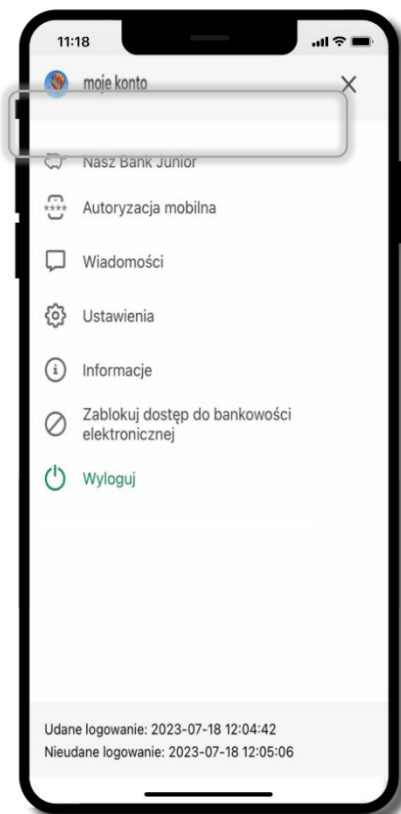 11:18
moje konto
Nasz Bank Junior
Autoryzacja mobilna
Wiadomości
Ustawienia
Informacje
Zablokuj dostęp do bankowości
elektronicznej
Wyloguj
Udane logowanie: 2023-07-18 12:04:42
Nieudane logowanie: 2023-07-18 12:05:06